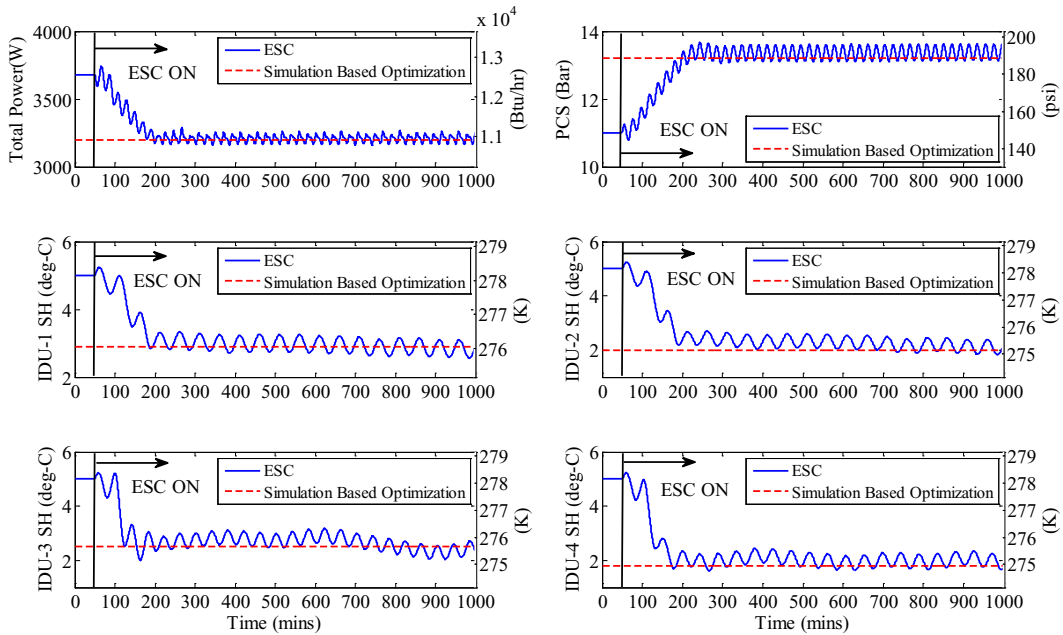 x 10^4
4000
3500
3000
Total Power(W)
ESC ON
ESC
Simulation Based Optimization
13.3
12.4
11.9
10.9
(Btu/hr)
0 100 200 300 400 500 600 700 800 900 1000
14
12
10
PCS (Bar)
ESC ON
ESC
Simulation Based Optimization
200
180
160
140
(psi)
0 100 200 300 400 500 600 700 800 900 1000
6
4
2
IDU-1 SH (deg-C)
ESC ON
ESC
Simulation Based Optimization
279
278
277
276
(K)
0 100 200 300 400 500 600 700 800 900 1000
6
4
2
IDU-2 SH (deg-C)
ESC ON
ESC
Simulation Based Optimization
279
278
277
276
275
(K)
0 100 200 300 400 500 600 700 800 900 1000
6
4
2
IDU-3 SH (deg-C)
ESC ON
ESC
Simulation Based Optimization
279
278
276
275
(K)
0 100 200 300 400 500 600 700 800 900 1000
Time (mins)
6
4
2
IDU-4 SH (deg-C)
ESC ON
ESC
Simulation Based Optimization
279
278
276
275
(K)
0 100 200 300 400 500 600 700 800 900 1000
Time (mins)